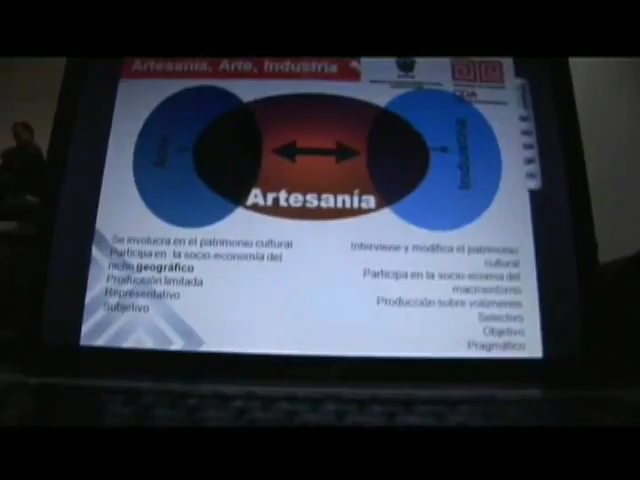 Artesanía, Arte, Industria
Arte
Industria
Artesanía
Se involucra en el patrimonio cultural
Participa en la socio-economía del
nicho geográfico
Producción limitada
Representativo
Subjetivo
Interviene y modifica el patrimonio
cultural
Participa en la socio-ecomía del
macroentorno
Producción sobre volúmenes
Selectivo
Objetivo
Pragmático